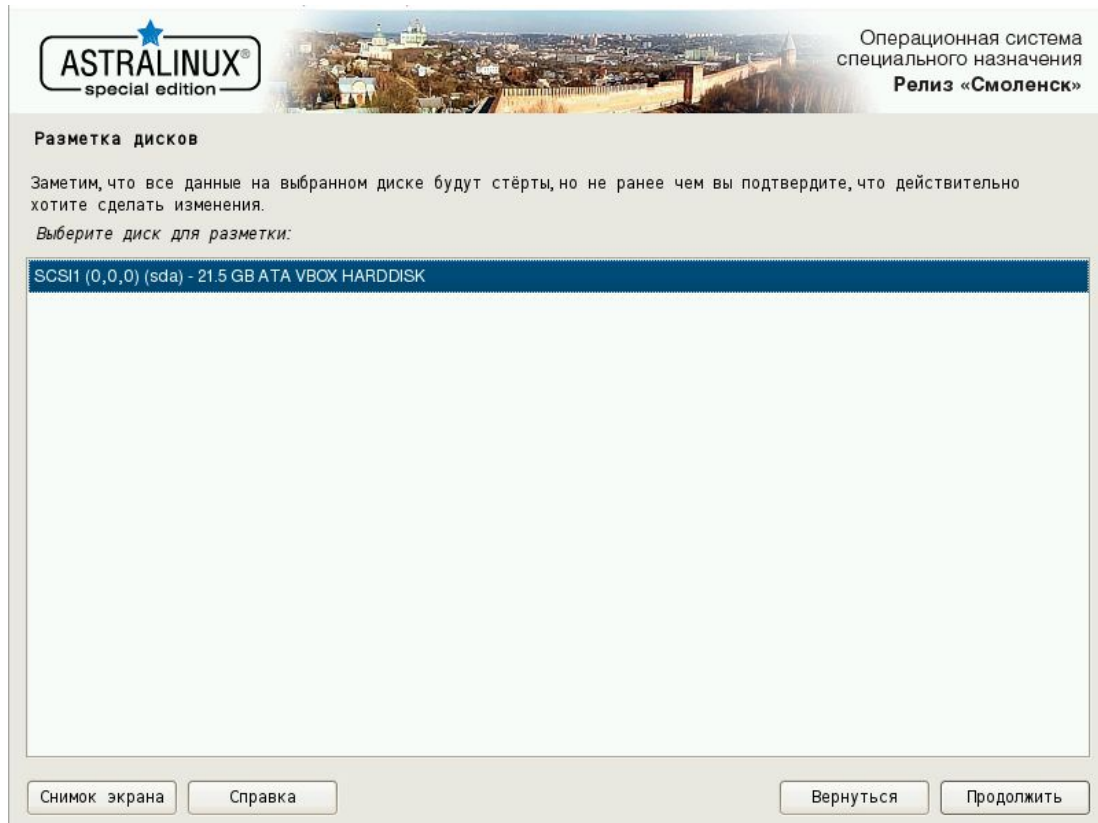 ASTRALINUX®
special edition
Операционная система
специального назначения
Релиз «Смоленск»
Разметка дисков
Заметим, что все данные на выбранном диске будут стёрты, но не ранее чем вы подтвердите, что действительно
хотите сделать изменения.
Выберите диск для разметки:
SCSI1 (0,0,0) (sda) - 21.5 GB ATA VBOX HARDDISK
Снимок экрана
Справка
Вернуться
Продолжить